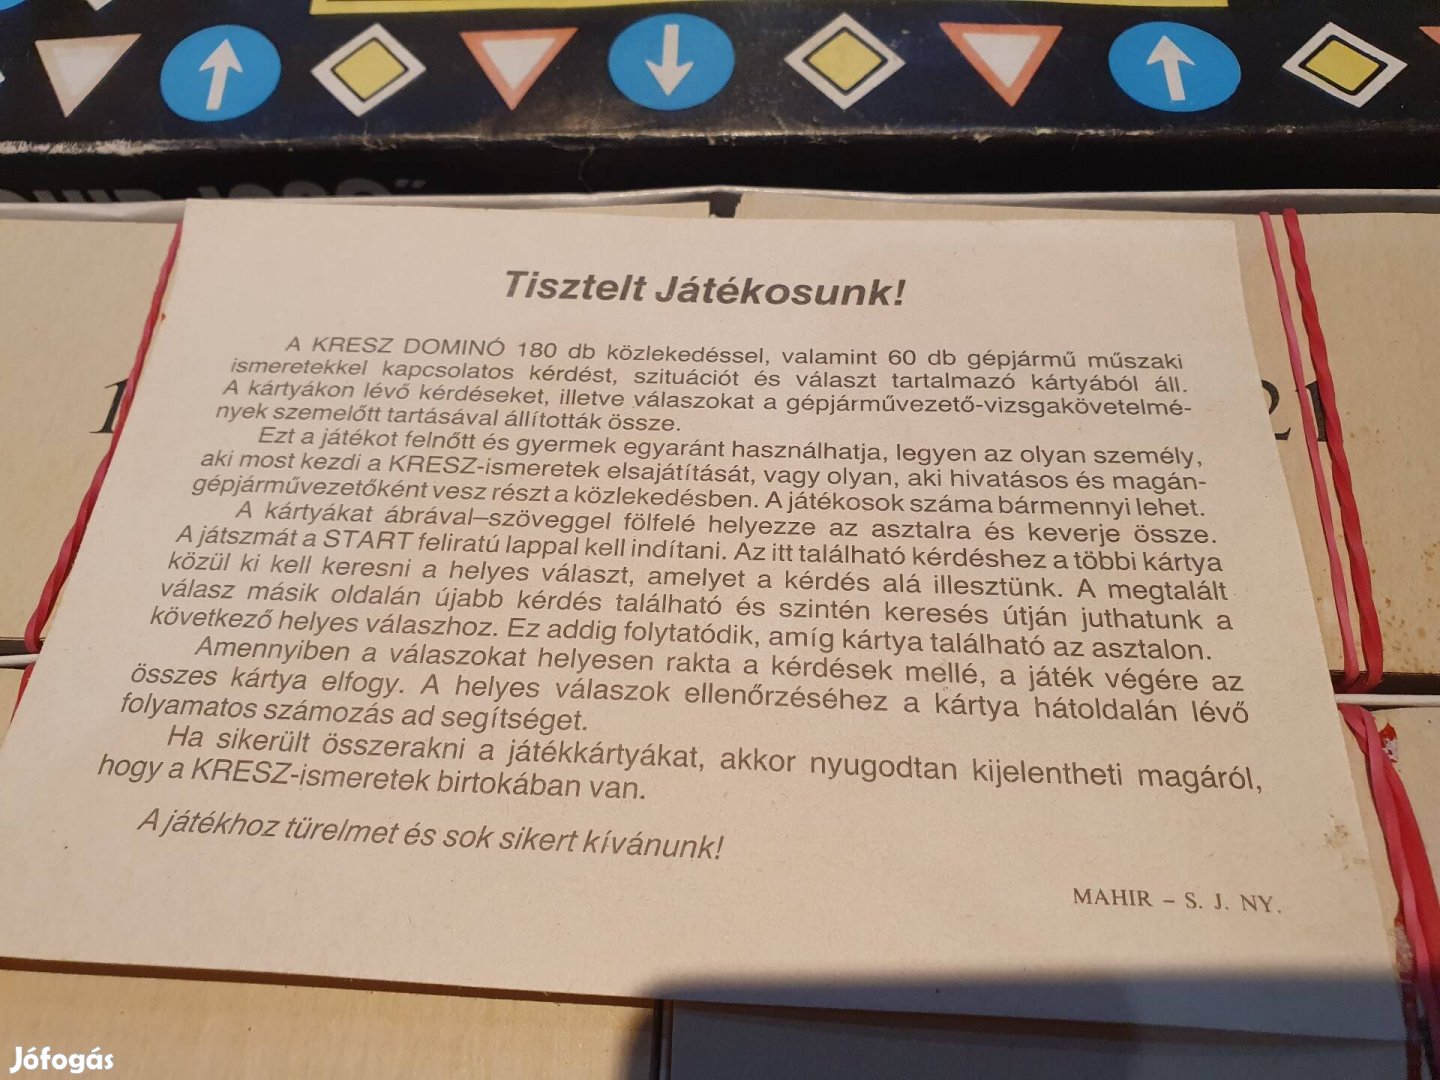 Tisztelt Játékosunk!
A KRESZ DOMINÓ 180 db közlekedéssel, valamint 60 db gépjármű műszaki
ismeretekkel kapcsolatos kérdést, szituációt és választ tartalmazó kártyából áll.
A kártyákon lévő kérdéseket, illetve válaszokat a gépjárművezető-vizsgakövetelmé-
nyek szemelőtt tartásával állították össze.
Ezt a játékot felnőtt és gyermek egyaránt használhatja, legyen az olyan személy,
aki most kezdi a KRESZ-ismeretek elsajátítását, vagy olyan, aki hivatásos és magán-
gépjárművezetőként vesz részt a közlekedésben. A játékosok száma bármennyi lehet.
A kártyákat ábrával–szöveggel fölfelé helyezze az asztalra és keverje össze.
A játszmát a START feliratú lappal kell indítani. Az itt található kérdéshez a többi kártya
közül ki kell keresni a helyes választ, amelyet a kérdés alá illesztünk. A megtalált
válasz másik oldalán újabb kérdés található és szintén keresés útján juthatunk a
következő helyes válaszhoz. Ez addig folytatódik, amíg kártya található az asztalon.
Amennyiben a válaszokat helyesen rakta a kérdések mellé, a játék végére az
összes kártya elfogy. A helyes válaszok ellenőrzéséhez a kártya hátoldalán lévő
folyamatos számozás ad segítséget.
Ha sikerült összerakni a játékkártyákat, akkor nyugodtan kijelentheti magáról,
hogy a KRESZ-ismeretek birtokában van.
A játékhoz türelmet és sok sikert kívánunk!
MAHIR – S. J. NY.
21
Jófogás